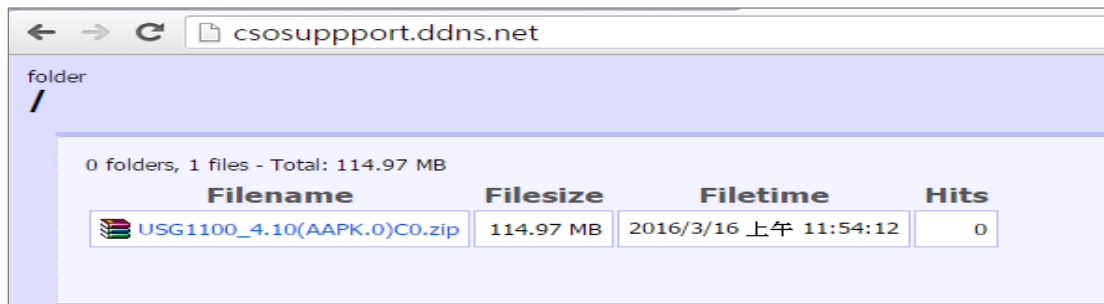 csosuppport.ddns.net
folder
/
0 folders, 1 files - Total: 114.97 MB
Filename Filesize Filetime Hits
USG1100_4.10(AAPK.0)C0.zip 114.97 MB 2016/3/16 上午 11:54:12 0